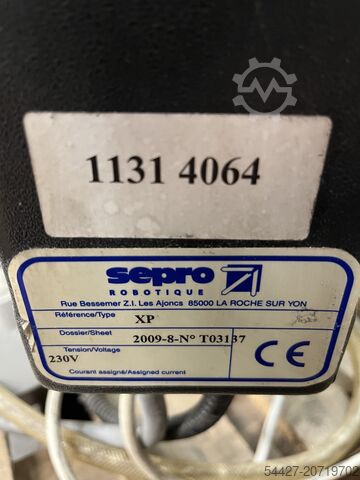 1131 4064
sepro
ROBOTIQUE
Rue Bessemer Z.I. Les Ajoncs 85000 LA ROCHE SUR YON
Référence/Type XP
Dossier/Sheet 2009-8-N° T03137
Tension/Voltage
230V
Courant assigné/Assigned current
CE
54427-20719702